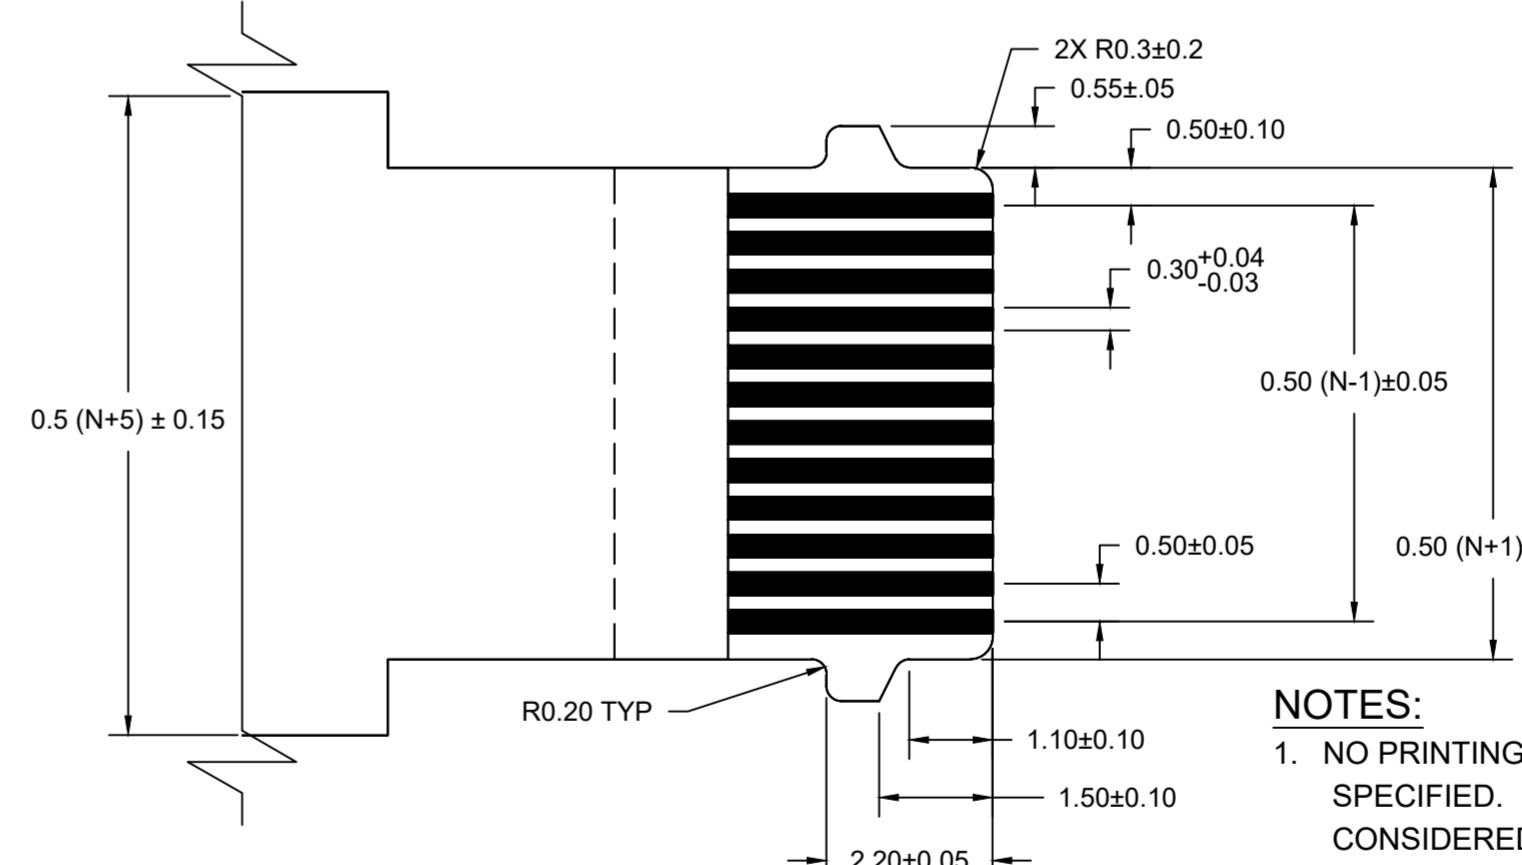 2X R0.3±0.2
0.55±.05
0.50±0.10
0.30+0.04
-0.03
0.50 (N-1)±0.05
0.5 (N+5) ± 0.15
0.50±0.05
0.50 (N+1)
R0.20 TYP
1.10±0.10
1.50±0.10
2.20±0.05
NOTES:
1. NO PRINTING
SPECIFIED.
CONSIDERED